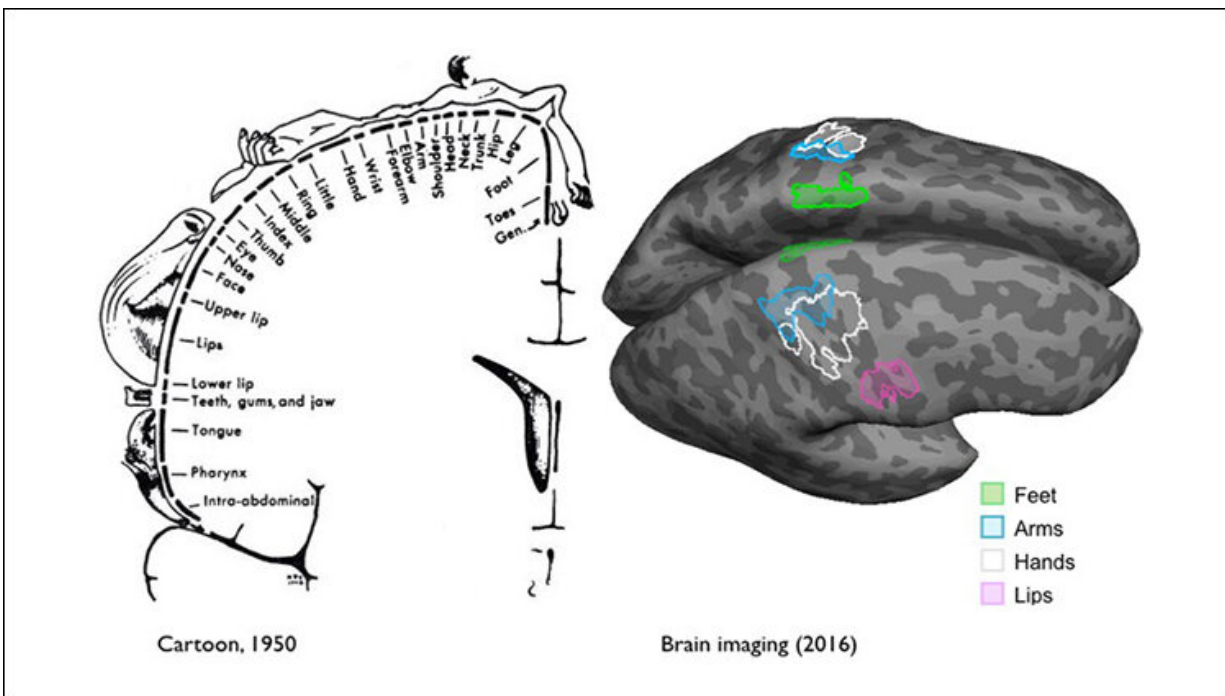 Toes
Gen.
Foot
Leg
Hip
Trunk
Neck
Head
Shoulder
Arm
Elbow
Forearm
Wrist
Hand
Little
Ring
Middle
Index
Thumb
Eye
Nose
Face
Upper lip
Lips
Lower lip
Teeth, gums, and jaw
Tongue
Pharynx
Intra-abdominal
Feet
Arms
Hands
Lips
Cartoon, 1950
Brain imaging (2016)